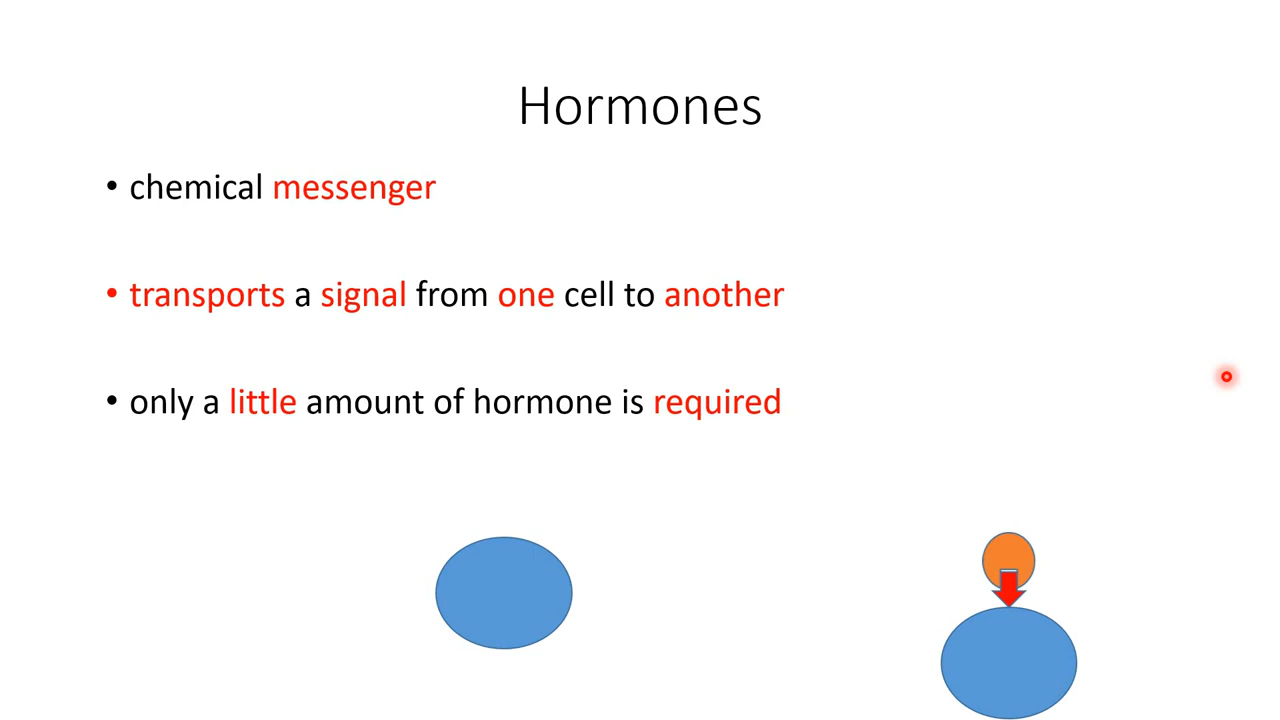 Hormones
• chemical messenger
• transports a signal from one cell to another
• only a little amount of hormone is required